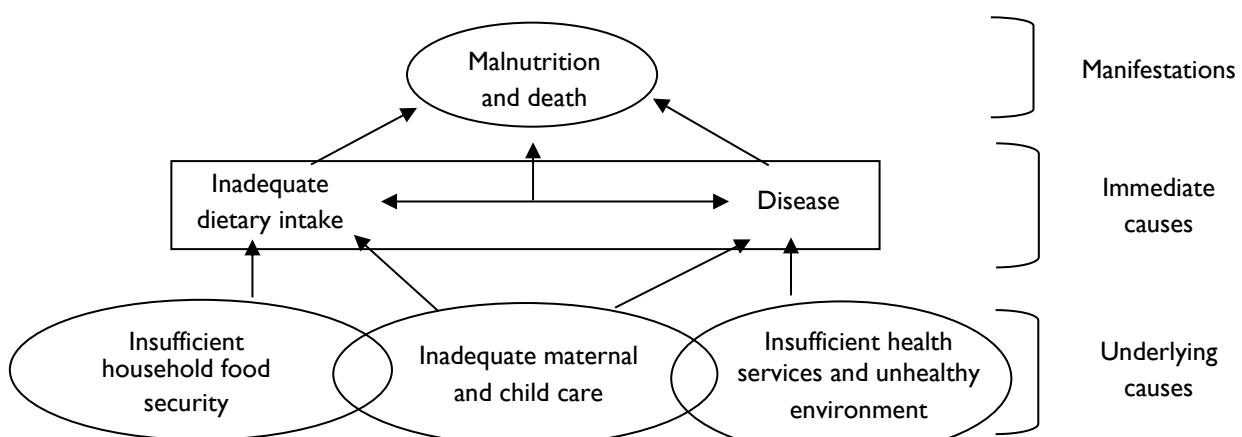 Malnutrition
and death
Manifestations
Inadequate
dietary intake
Disease
Immediate
causes
Insufficient
household food
security
Inadequate maternal
and child care
Insufficient health
services and unhealthy
environment
Underlying
causes